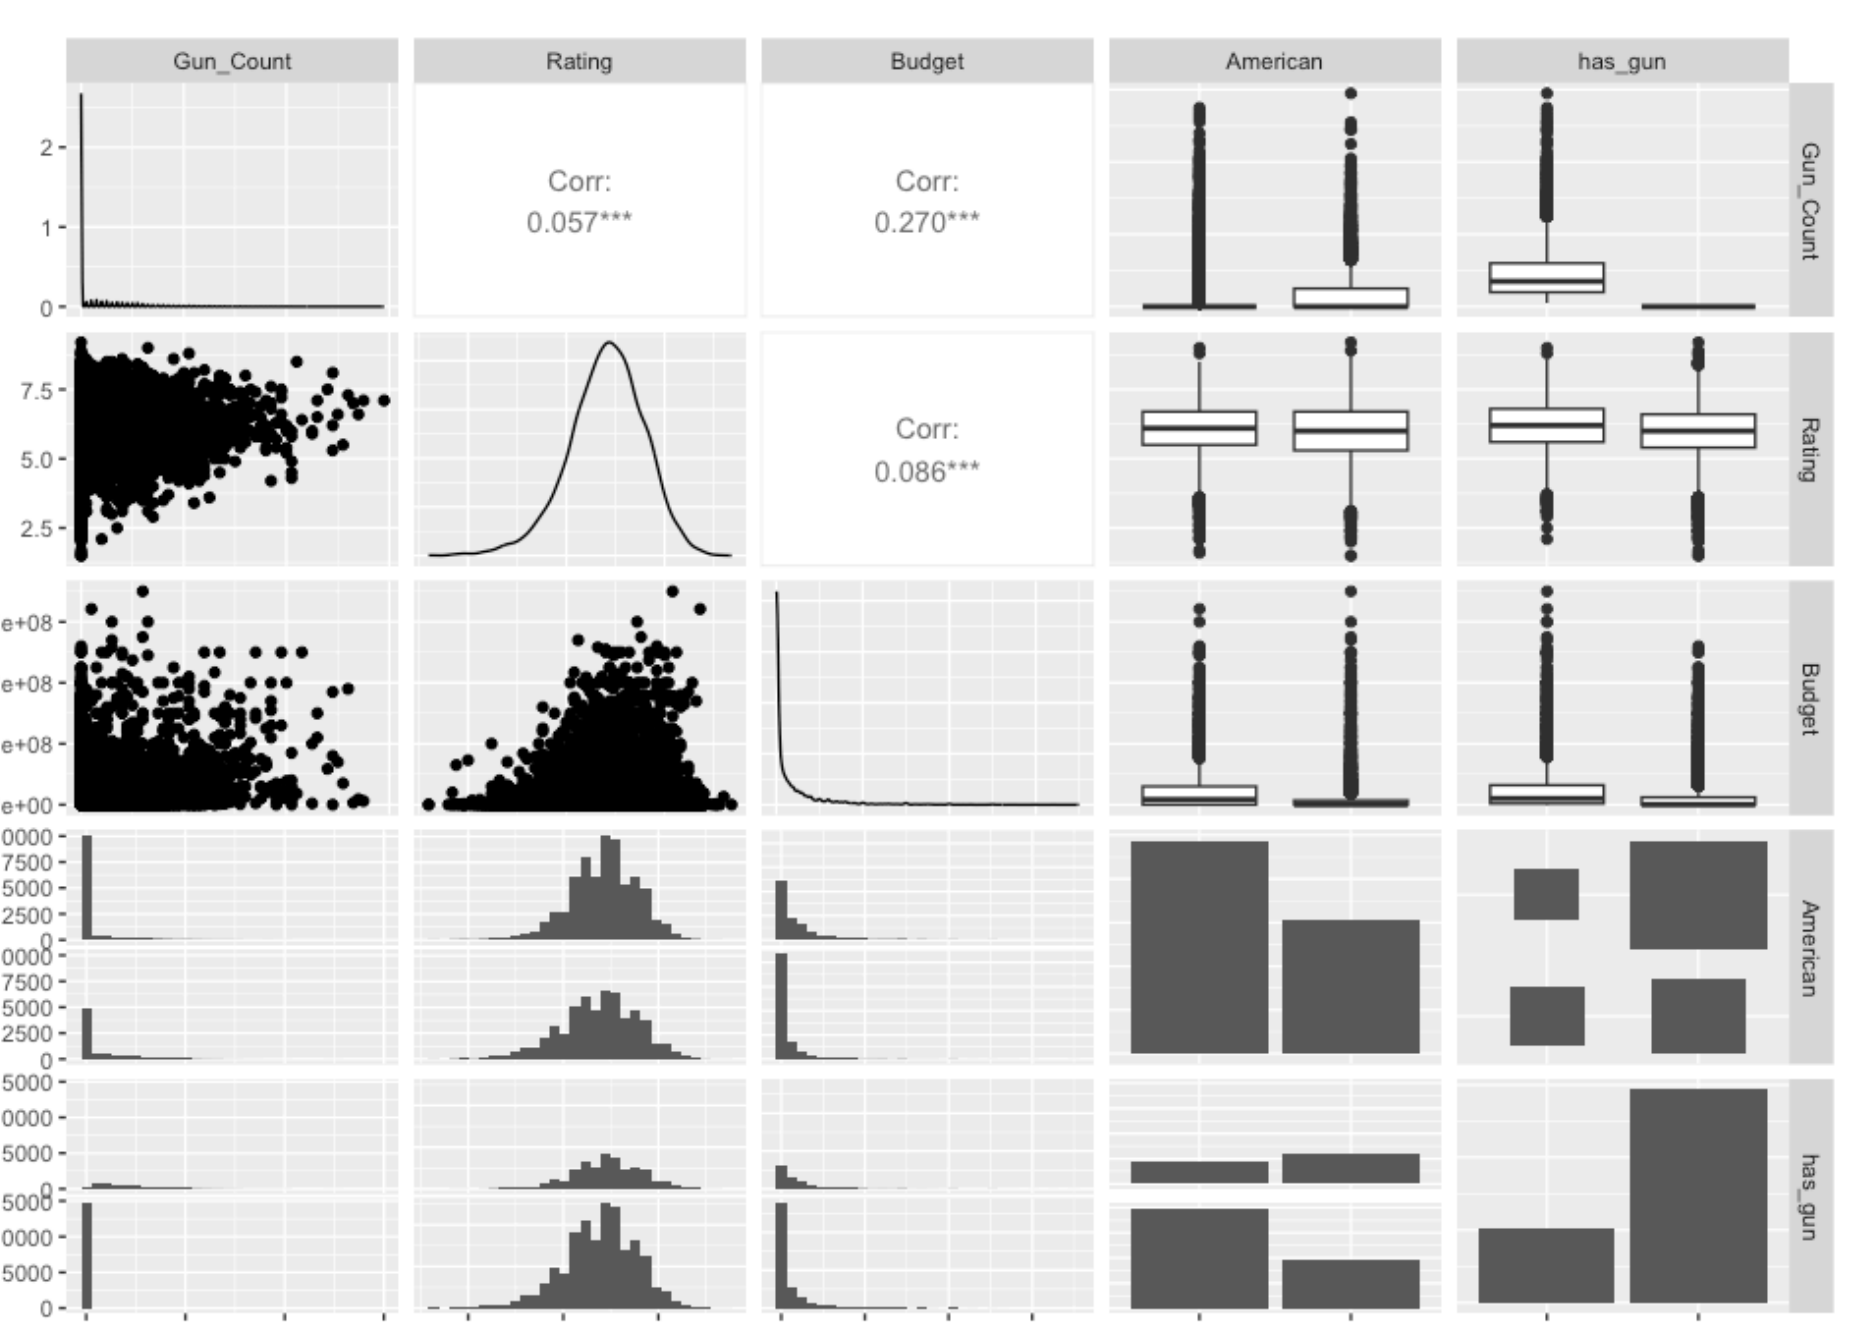 Gun_Count Rating Budget American has_gun
2
1
0
Corr:
0.057***
Corr:
0.270***
Gun_Count
7.5
5.0
2.5
Corr:
0.086***
Rating
e+08
e+08
e+08
e+00
Budget
0000
7500
5000
2500
0
0000
7500
5000
2500
0
American
5000
0000
5000
0
5000
0000
5000
0
has_gun